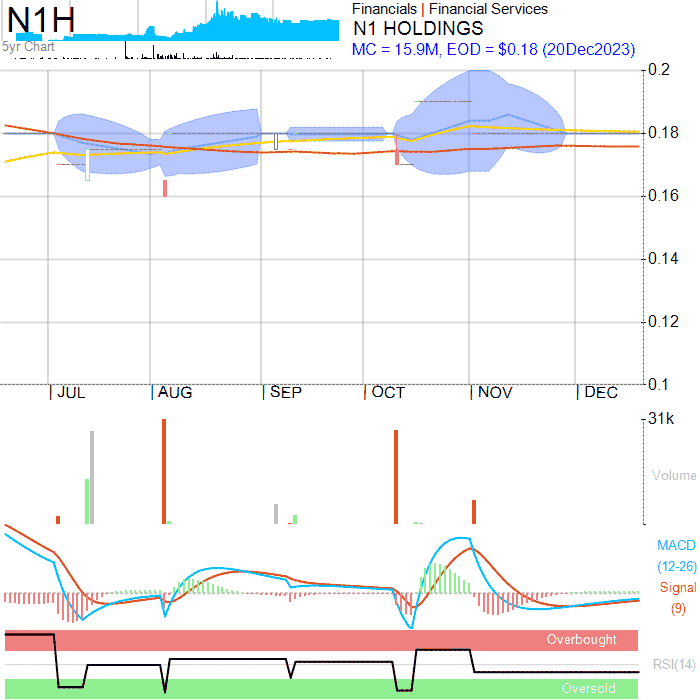 N1H
5yr Chart
Financials | Financial Services
N1 HOLDINGS
MC = 15.9M, EOD = $0.18 (20Dec2023)
0.2
0.18
0.16
0.14
0.12
0.1
JUL
AUG
SEP
OCT
NOV
DEC
31k
Volume
MACD
(12-26)
Signal
(9)
Overbought
RSI(14)
Oversold